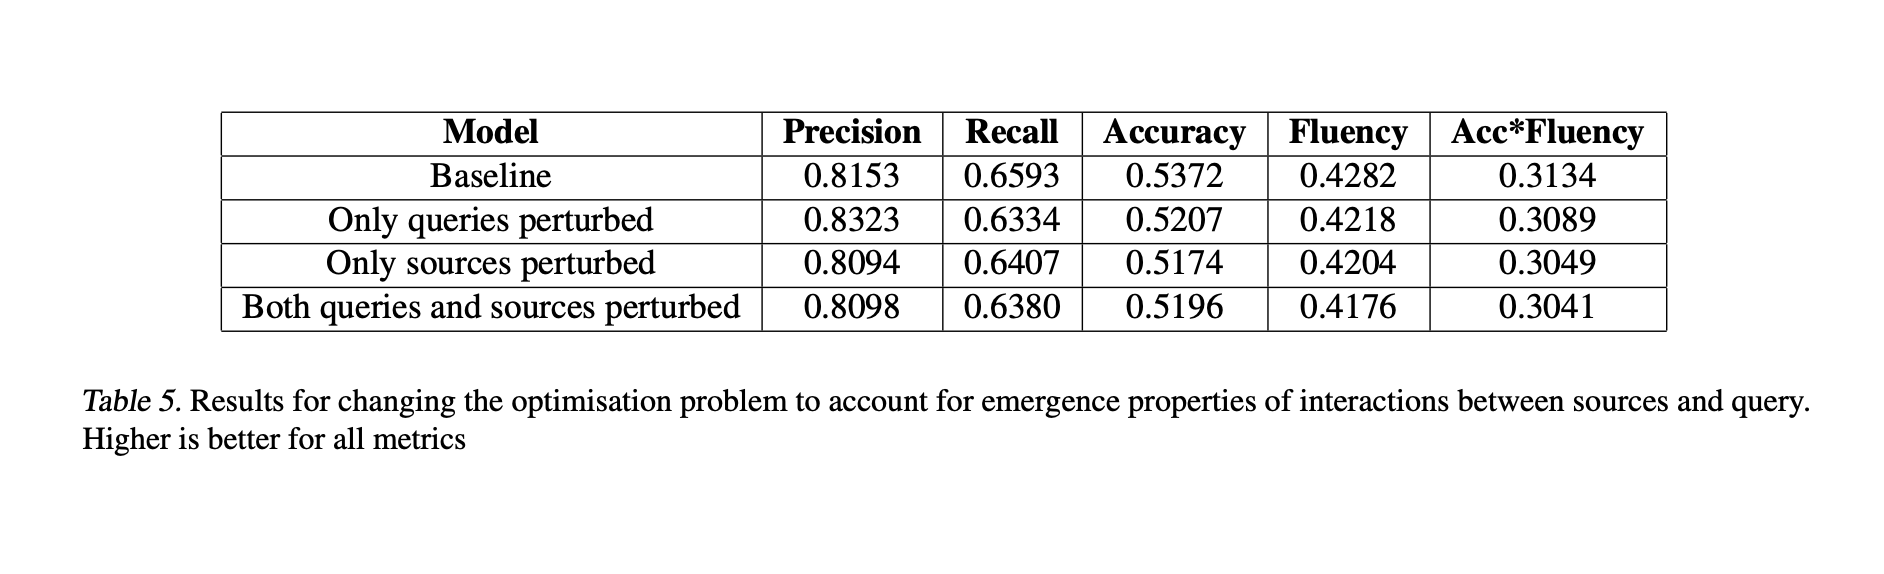 Model Precision Recall Accuracy Fluency Acc*Fluency
Baseline 0.8153 0.6593 0.5372 0.4282 0.3134
Only queries perturbed 0.8323 0.6334 0.5207 0.4218 0.3089
Only sources perturbed 0.8094 0.6407 0.5174 0.4204 0.3049
Both queries and sources perturbed 0.8098 0.6380 0.5196 0.4176 0.3041
Table 5. Results for changing the optimisation problem to account for emergence properties of interactions between sources and query.
Higher is better for all metrics